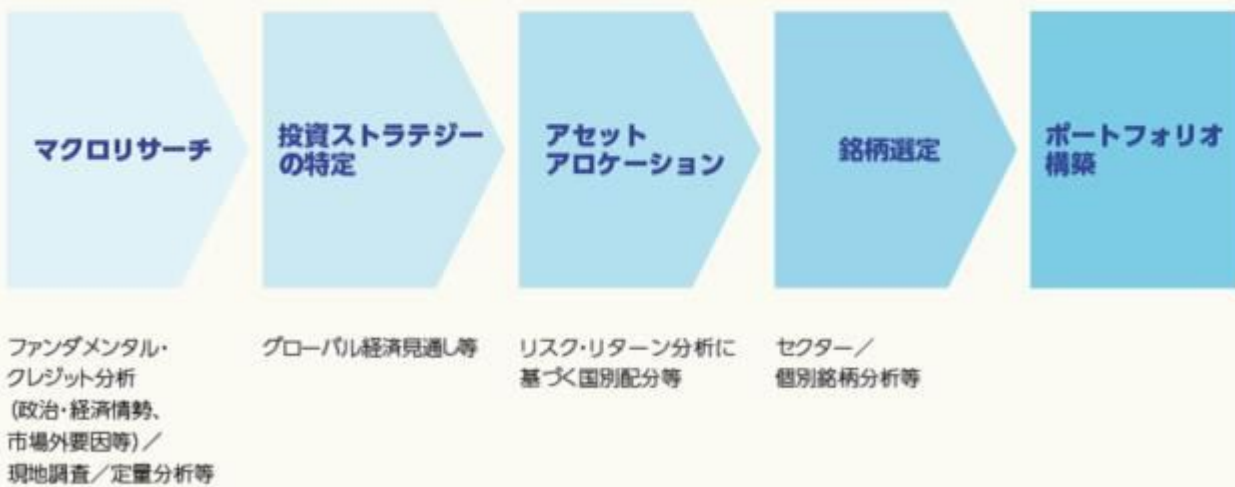 マクロリサーチ
投資ストラテジー
の特定
アセット
アロケーション
銘柄選定
ポートフォリオ
構築
ファンダメンタル・
クレジット分析
(政治・経済情勢、
市場外要因等)／
現地調査／定量分析等
グローバル経済見通し等
リスク・リターン分析に
基づく国別配分等
セクター／
個別銘柄分析等